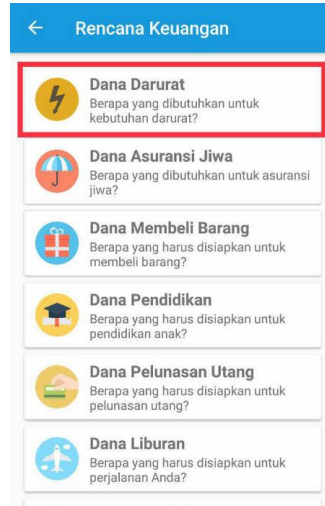 Rencana Keuangan
Dana Darurat
Berapa yang dibutuhkan untuk
kebutuhan darurat?
Dana Asuransi Jiwa
Berapa yang dibutuhkan untuk asuransi
jiwa?
Dana Membeli Barang
Berapa yang harus disiapkan untuk
membeli barang?
Dana Pendidikan
Berapa yang harus disiapkan untuk
pendidikan anak?
Dana Pelunasan Utang
Berapa yang harus disiapkan untuk
pelunasan utang?
Dana Liburan
Berapa yang harus disiapkan untuk
perjalanan Anda?